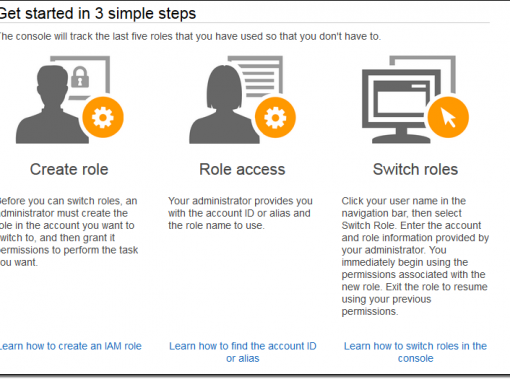 Get started in 3 simple steps
The console will track the last five roles that you have used so that you don't have to.
Create role
Before you can switch roles, an
administrator must create the
role in the account you want to
switch to, and then grant it
permissions to perform the task
you want.
Learn how to create an IAM role
Role access
Your administrator provides you
with the account ID or alias and
the role name to use.
Learn how to find the account ID
or alias
Switch roles
Click your user name in the
navigation bar, then select
Switch Role. Enter the account
and role information provided by
your administrator. You
immediately begin using the
permissions associated with the
new role. Exit the role to resume
using your previous
permissions.
Learn how to switch roles in the
console